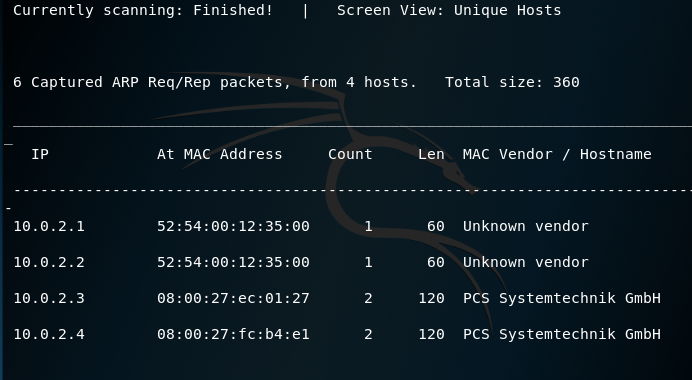 Currently scanning: Finished!   |   Screen View: Unique Hosts
6 Captured ARP Req/Rep packets, from 4 hosts.   Total size: 360
_____________________________________________________________________________
  IP            At MAC Address     Count     Len  MAC Vendor / Hostname
-----------------------------------------------------------------------------
10.0.2.1        52:54:00:12:35:00      1      60  Unknown vendor
10.0.2.2        52:54:00:12:35:00      1      60  Unknown vendor
10.0.2.3        08:00:27:ec:01:27      2     120  PCS Systemtechnik GmbH
10.0.2.4        08:00:27:fc:b4:e1      2     120  PCS Systemtechnik GmbH